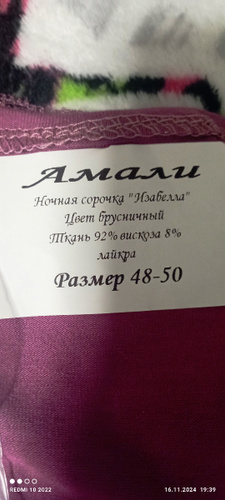 Амали
Ночная сорочка "Изабелла"
Цвет брусничный
Ткань 92% вискоза 8%
лайкра
Размер 48-50
REDMI 10 2022
16.11.2024 19:39